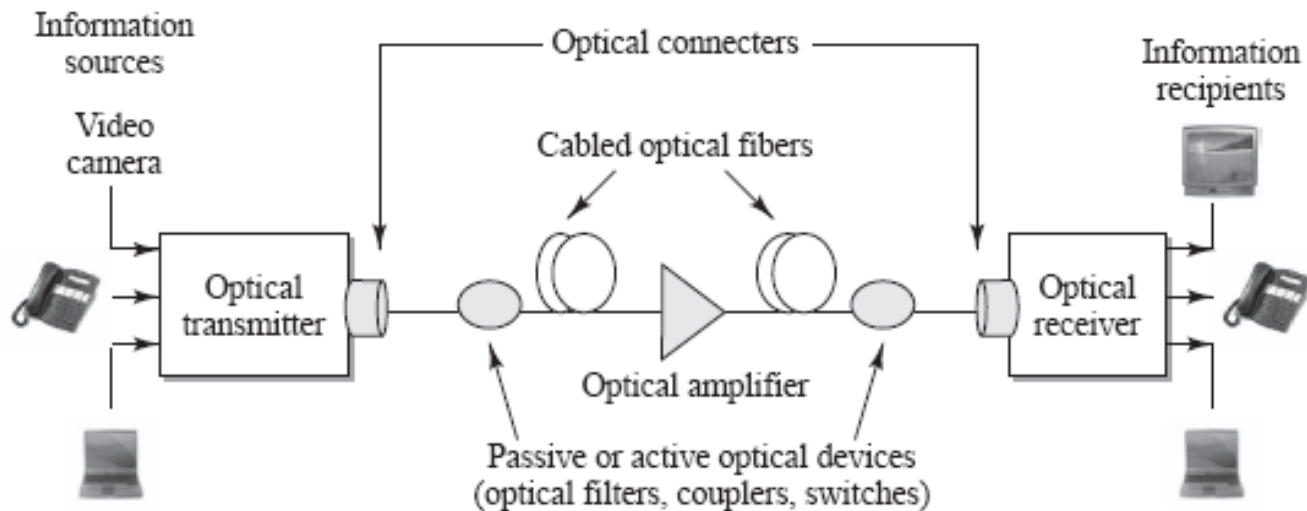 Information
sources
Video
camera
Optical connecters
Information
recipients
Cabled optical fibers
Optical
transmitter
Optical
receiver
Optical amplifier
Passive or active optical devices
(optical filters, couplers, switches)